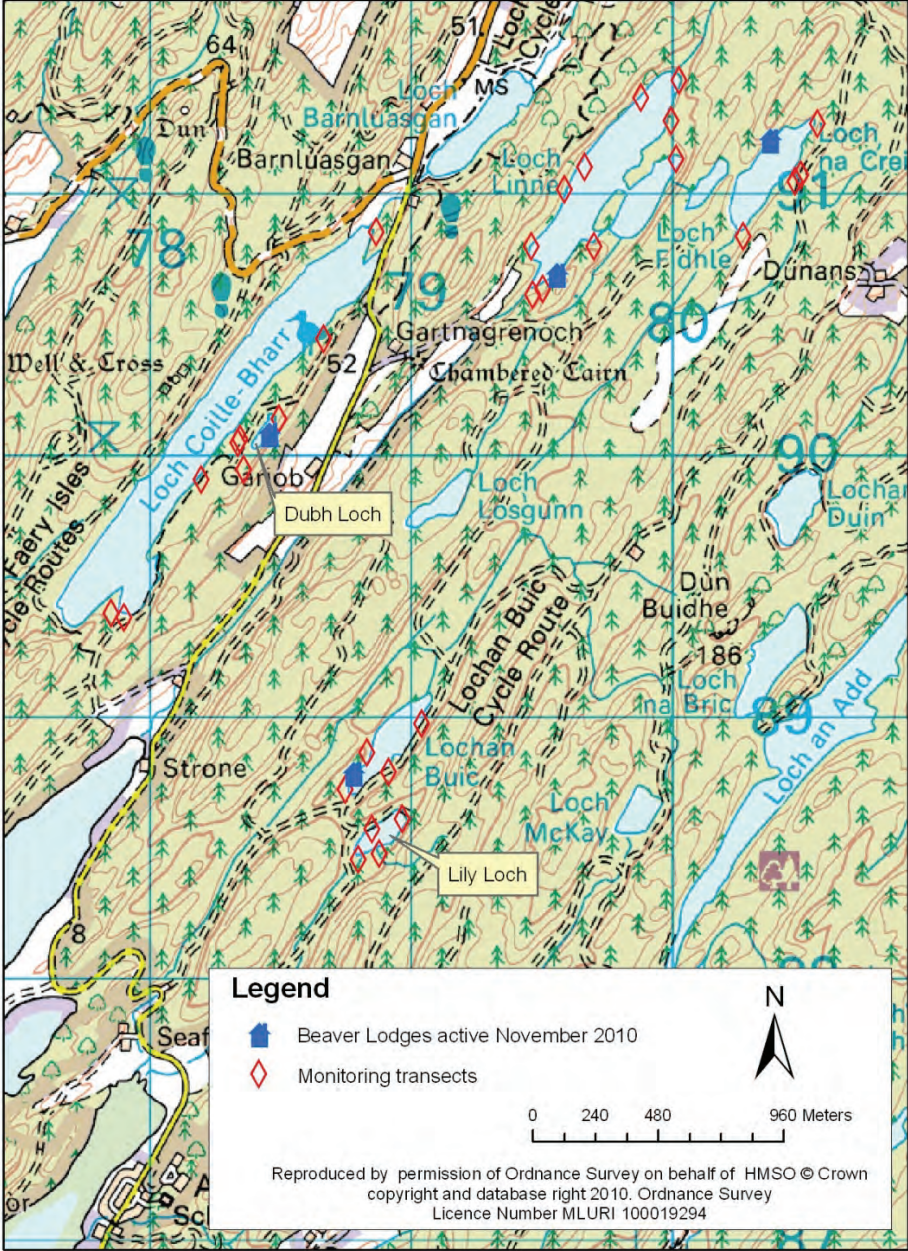 64
51
Loch
Cycle
MS
Loch
Barnluasgan
Dun
Barnluasgan
Loch
Linne
Loch
na Crei
91
78
79
Loch
Fidhle
Dunans
80
Gartnagrenoch
Well & Cross
52
Chambered Cairn
Loch Coille-Bharr
Dubh Loch
Loch
Losgunn
90
Lochan
Duin
Faery Isles
cle Routes
Dùn
Buidhe
186
Lochan Buic
Cycle Route
Loch
na Bric
89
Loch an Add
Lochan
Buic
Strone
Loch
McKay
Lily Loch
8
Seaf
Legend
Beaver Lodges active November 2010
Monitoring transects
N
0 240 480 960 Meters
Reproduced by permission of Ordnance Survey on behalf of HMSO © Crown
copyright and database right 2010. Ordnance Survey
Licence Number MLURI 100019294
or
Sc